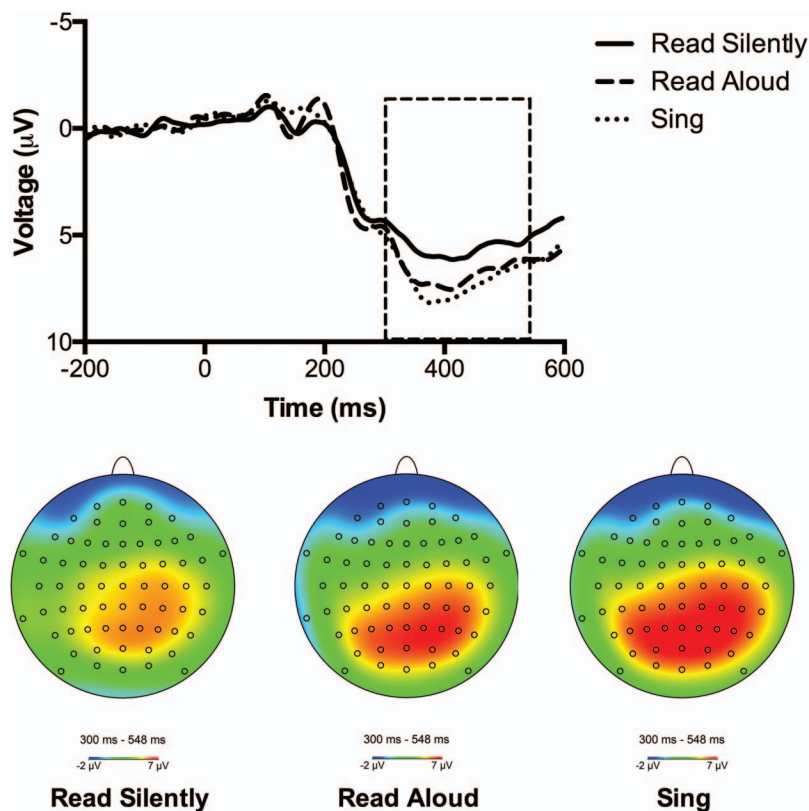 -5
0
5
10
Voltage (µV)
-200 0 200 400 600
Time (ms)
Read Silently
Read Aloud
Sing
300 ms - 548 ms
-2 µV 7 µV
Read Silently
300 ms - 548 ms
-2 µV 7 µV
Read Aloud
300 ms - 548 ms
-2 µV 7 µV
Sing